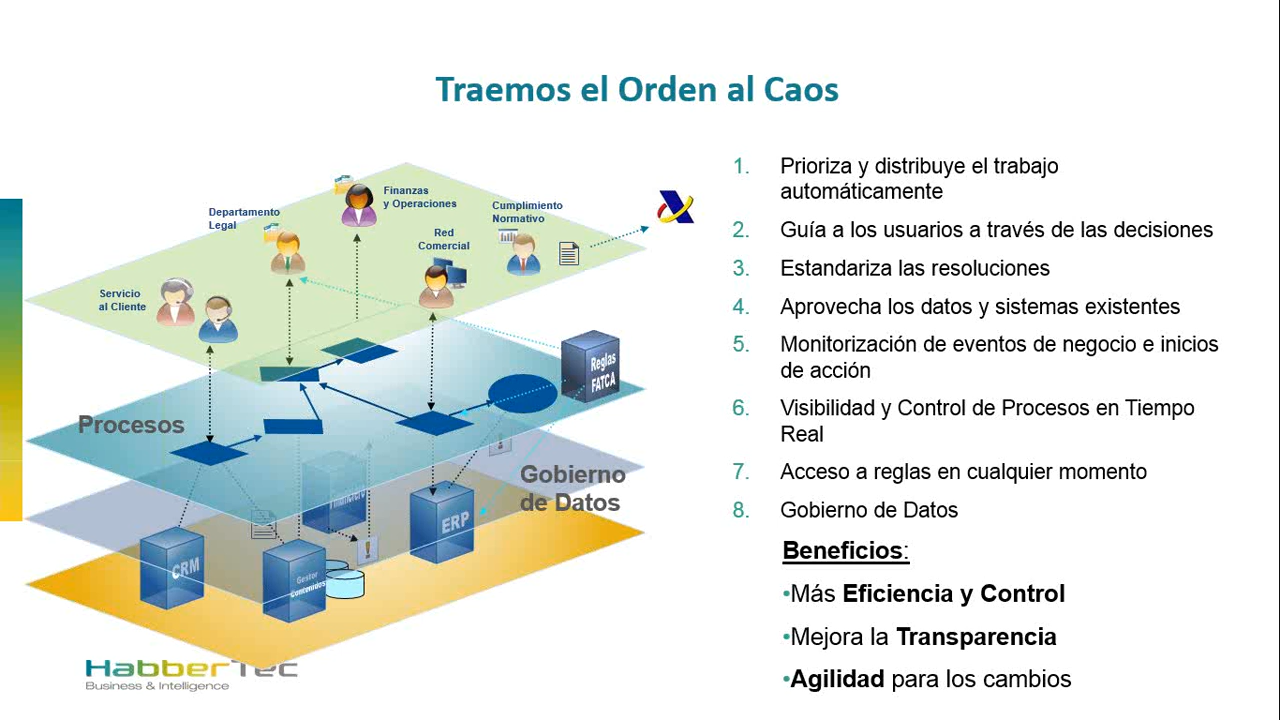 Traemos el Orden al Caos
Finanzas
y Operaciones
Departamento
Legal
Cumplimiento
Normativo
Red
Comercial
Servicio
al Cliente
Reglas
FATCA
Procesos
Gobierno
de Datos
Financiero
ERP
CRM
Gestor
Contenidos
HabberTec
Business & Intelligence
1. Prioriza y distribuye el trabajo
automáticamente
2. Guía a los usuarios a través de las decisiones
3. Estandariza las resoluciones
4. Aprovecha los datos y sistemas existentes
5. Monitorización de eventos de negocio e inicios
de acción
6. Visibilidad y Control de Procesos en Tiempo
Real
7. Acceso a reglas en cualquier momento
8. Gobierno de Datos
Beneficios:
•Más Eficiencia y Control
•Mejora la Transparencia
•Agilidad para los cambios